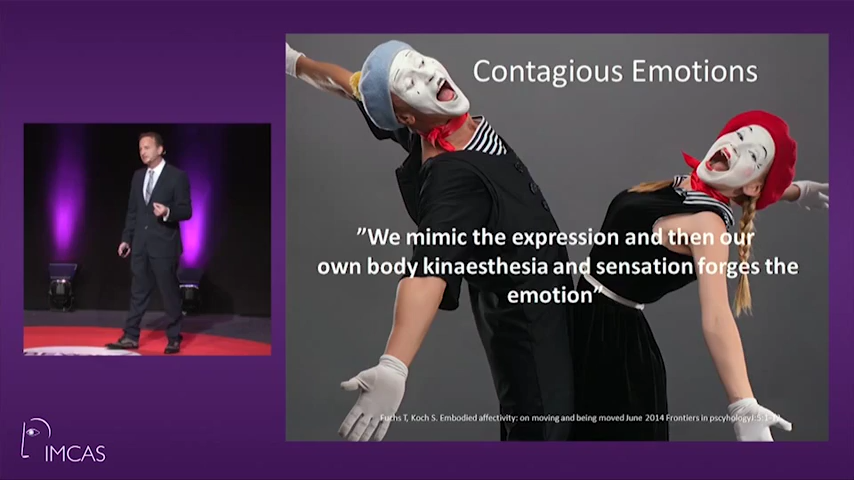 Contagious Emotions
”We mimic the expression and then our
own body kinaesthesia and sensation forges the
emotion”
Fuchs T, Koch S. Embodied affectivity: on moving and being moved June 2014 Frontiers in pscyhology
IMCAS